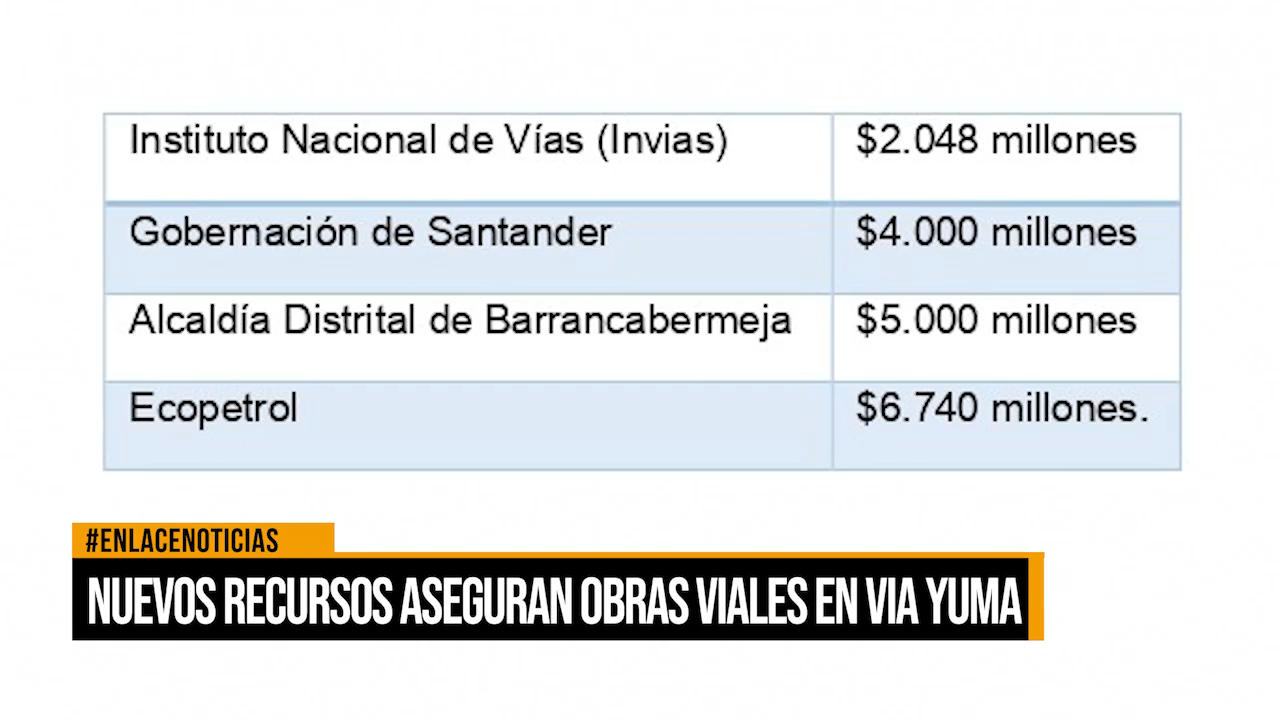 Instituto Nacional de Vías (Invias) $2.048 millones
Gobernación de Santander $4.000 millones
Alcaldía Distrital de Barrancabermeja $5.000 millones
Ecopetrol $6.740 millones.
#ENLACENOTICIAS
NUEVOS RECURSOS ASEGURAN OBRAS VIALES EN VIA YUMA